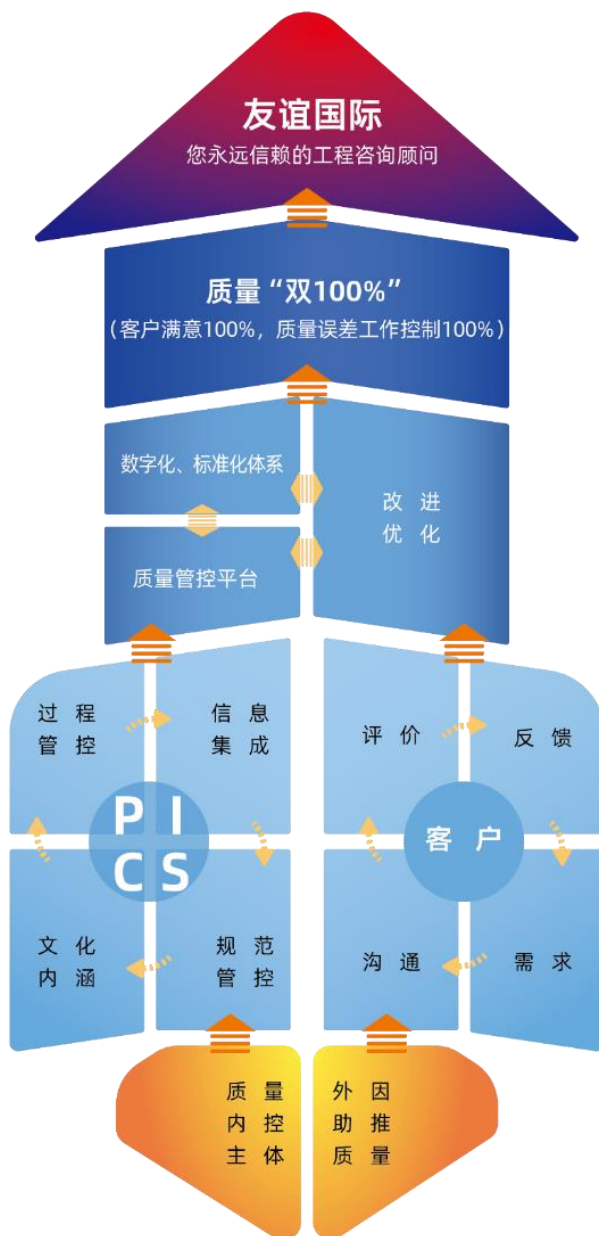 友谊国际
您永远信赖的工程咨询顾问
质量“双100%”
（客户满意100%，质量误差工作控制100%）
数字化、标准化体系
质量管控平台
改进
优化
过程
管控
信息
集成
P I
C S
文化
内涵
规范
管控
评价
反馈
客户
沟通
需求
质量
内控
主体
外因
助推
质量